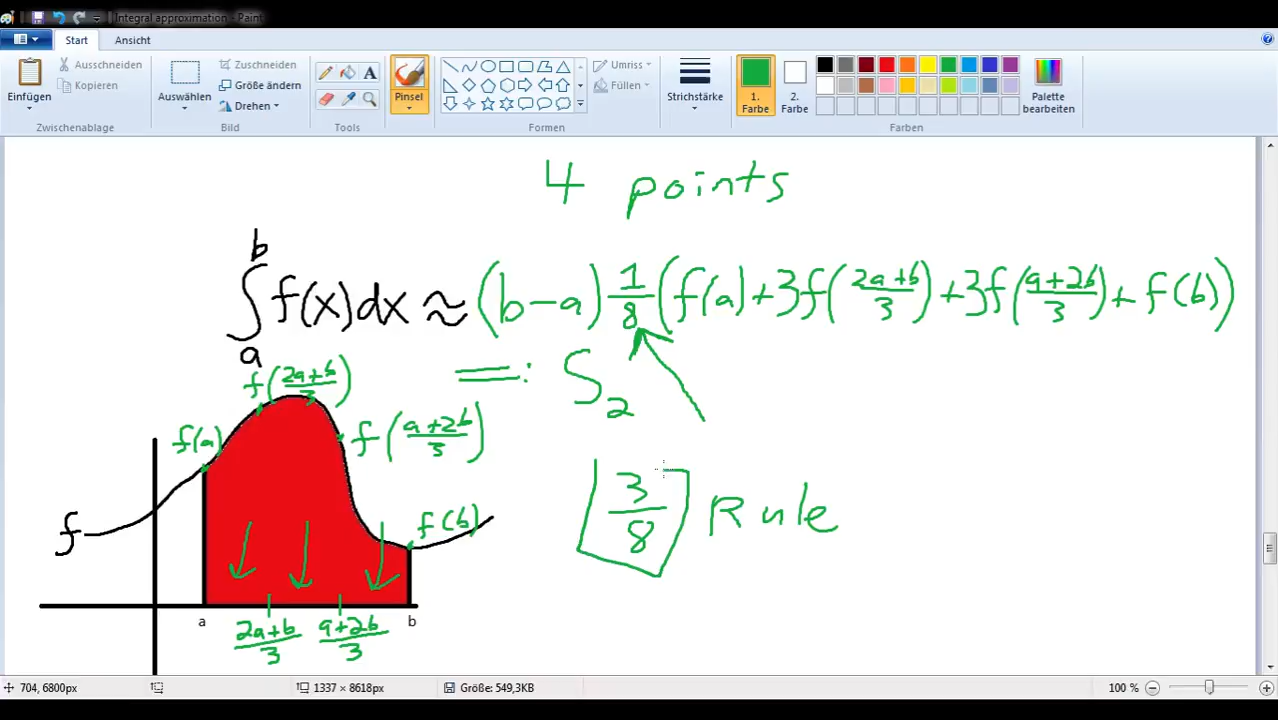 Integral approximation - Paint
Start Ansicht
Einfügen
Ausschneiden
Kopieren
Zwischenablage
Auswählen
Zuschneiden
Größe ändern
Drehen
Bild
Tools
Pinsel
Formen
Umriss
Füllen
Strichstärke
1. Farbe
2. Farbe
Palette bearbeiten
Farben
4 points
∫_a^b f(x)dx ≈ (b-a) 1/8 (f(a)+3f((2a+b)/3)+3f((a+2b)/3)+f(b))
=: S₂
f((2a+b)/3)
f(a)
f((a+2b)/3)
3/8 Rule
f(b)
f
a
b
(2a+b)/3
(a+2b)/3
704, 6800px
1337 × 8618px
Größe: 549,3KB
100 %